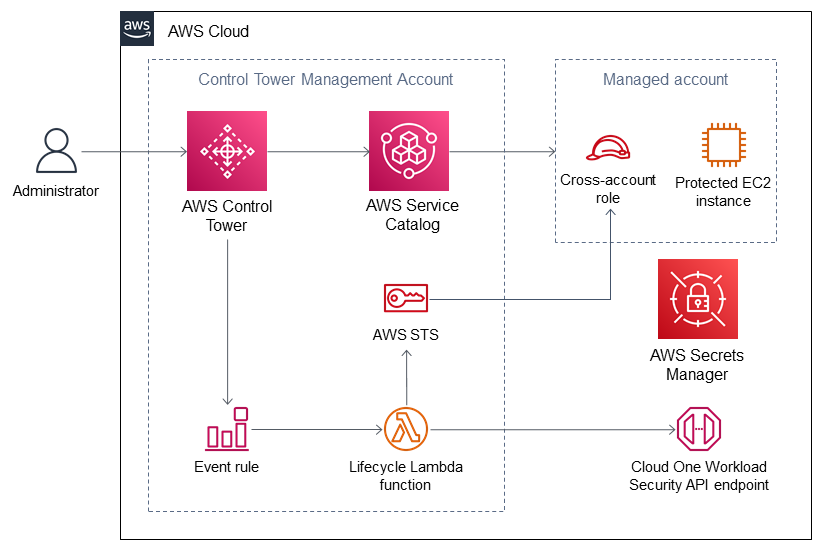 aws
AWS Cloud
Control Tower Management Account
Managed account
Administrator
AWS Control
Tower
AWS Service
Catalog
Cross-account
role
Protected EC2
instance
AWS STS
AWS Secrets
Manager
Event rule
Lifecycle Lambda
function
Cloud One Workload
Security API endpoint